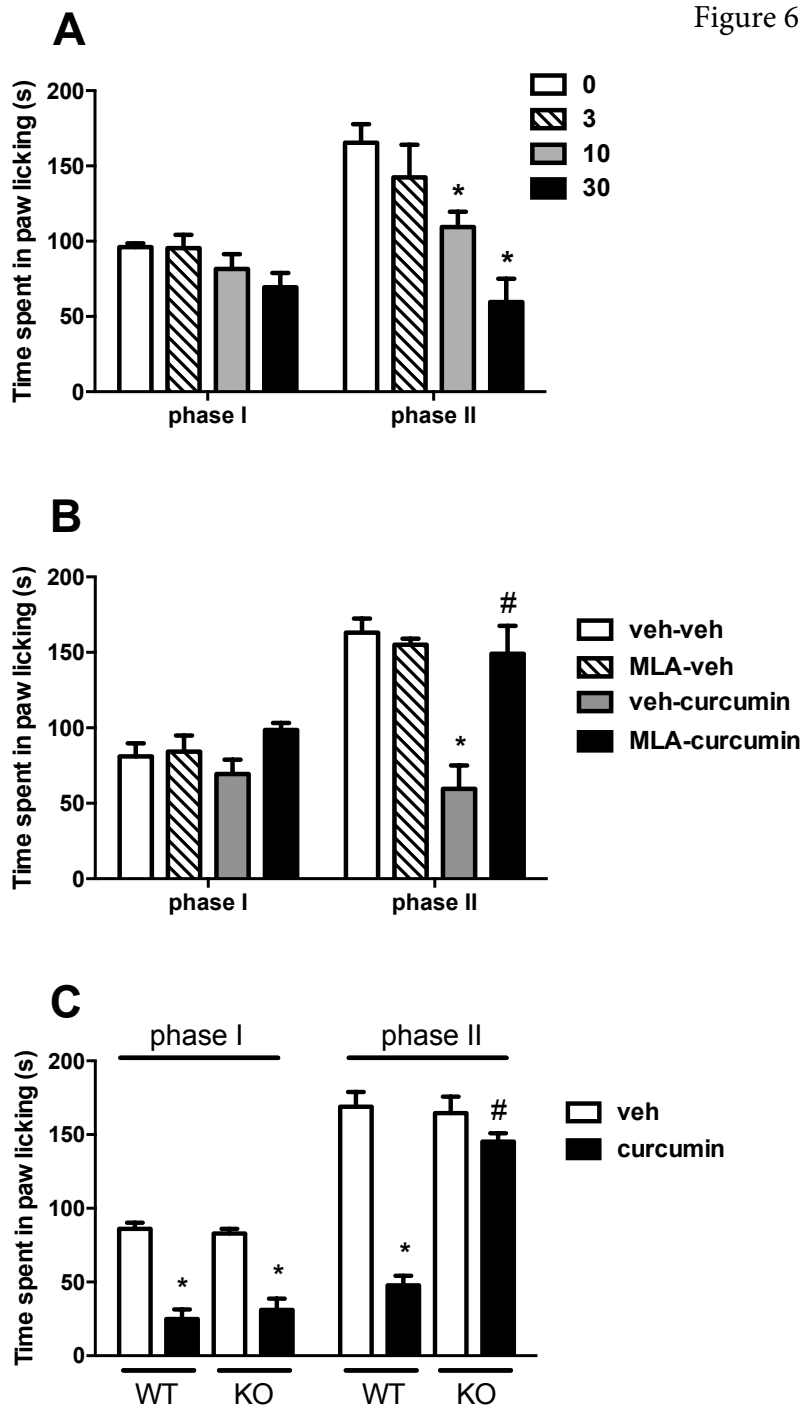 Figure 6
A
Time spent in paw licking (s)
200
150
100
50
0
0
3
10
30
*
*
phase I
phase II
B
Time spent in paw licking (s)
200
150
100
50
0
veh-veh
MLA-veh
veh-curcumin
MLA-curcumin
#
*
phase I
phase II
C
phase I
phase II
Time spent in paw licking (s)
200
150
100
50
0
veh
curcumin
*
*
*
#
WT
KO
WT
KO